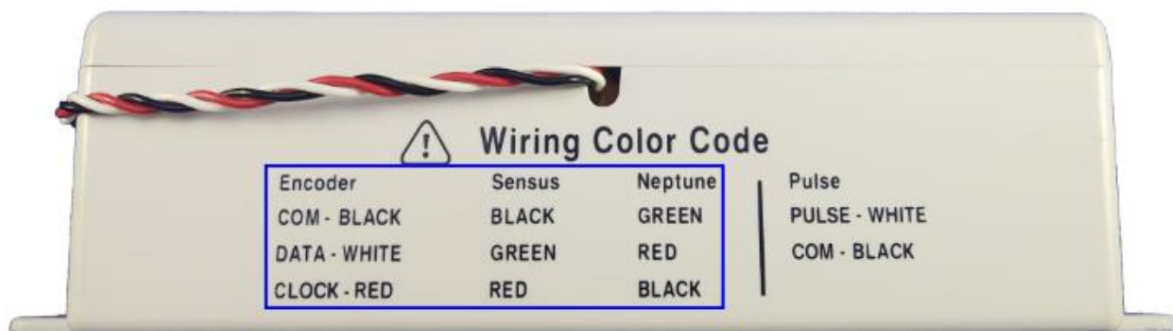 Wiring Color Code
Encoder Sensus Neptune Pulse
COM - BLACK BLACK GREEN PULSE - WHITE
DATA - WHITE GREEN RED COM - BLACK
CLOCK - RED RED BLACK